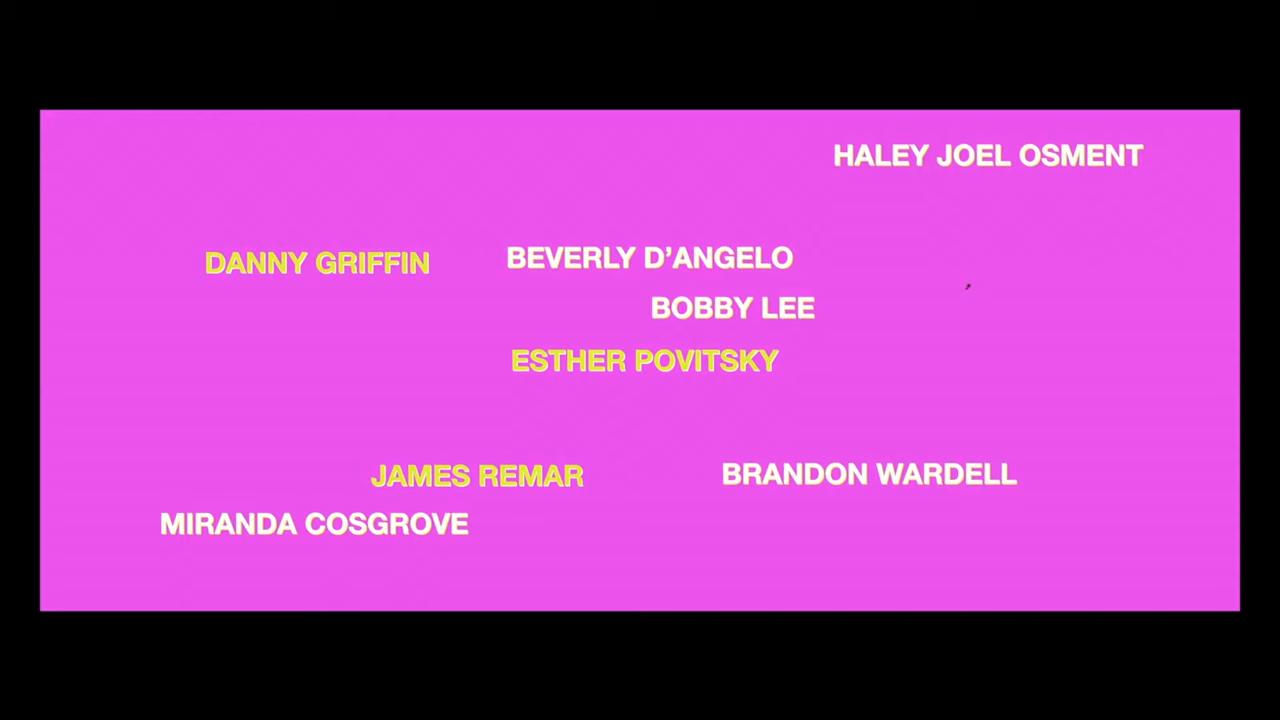 HALEY JOEL OSMENT
DANNY GRIFFIN
BEVERLY D’ANGELO
BOBBY LEE
ESTHER POVITSKY
JAMES REMAR
BRANDON WARDELL
MIRANDA COSGROVE